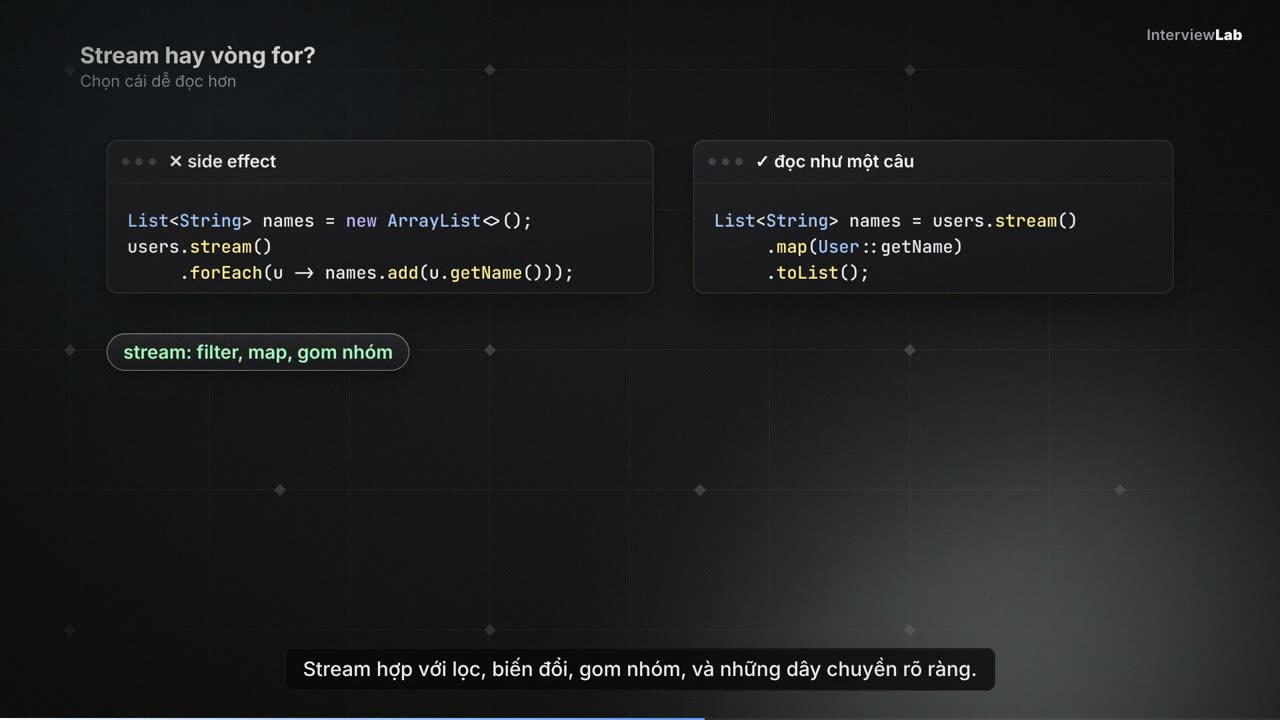 Stream hay vòng for?
Chọn cái dễ đọc hơn
InterviewLab
✕ side effect
List<String> names = new ArrayList<>();
users.stream()
.forEach(u -> names.add(u.getName()));
✓ đọc như một câu
List<String> names = users.stream()
.map(User::getName)
.toList();
stream: filter, map, gom nhóm
Stream hợp với lọc, biến đổi, gom nhóm, và những dây chuyền rõ ràng.